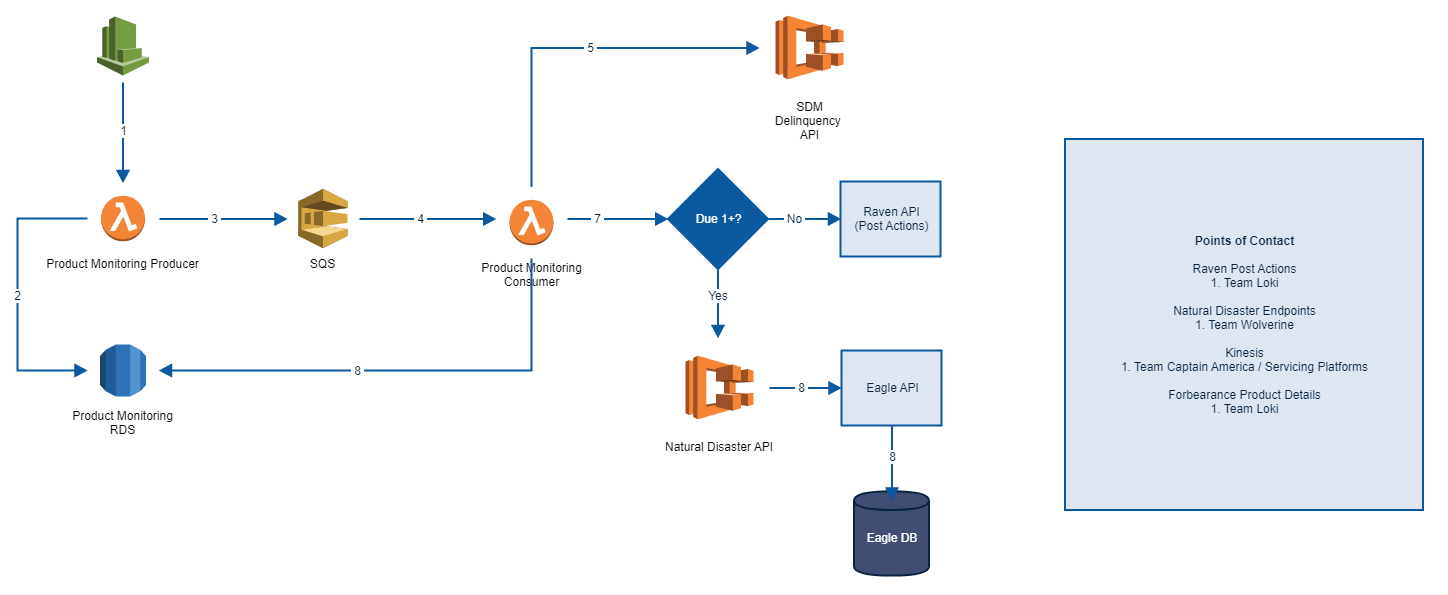 1
Product Monitoring Producer
2
3
SQS
4
Product Monitoring
Consumer
5
SDM
Delinquency
API
7
Due 1+?
No
Raven API
(Post Actions)
Yes
8
Product Monitoring
RDS
Natural Disaster API
8
Eagle API
8
Eagle DB
Points of Contact
Raven Post Actions
1. Team Loki
Natural Disaster Endpoints
1. Team Wolverine
Kinesis
1. Team Captain America / Servicing Platforms
Forbearance Product Details
1. Team Loki